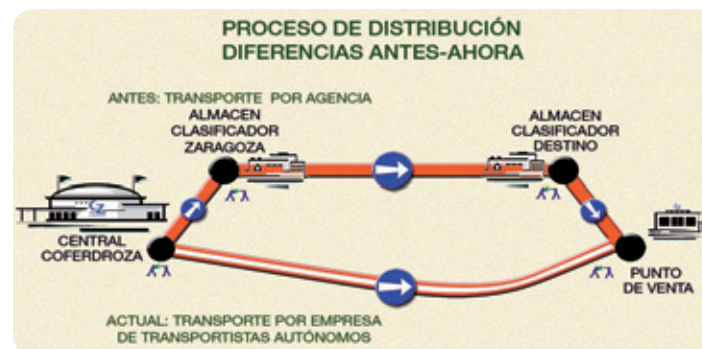 PROCESO DE DISTRIBUCIÓN
DIFERENCIAS ANTES-AHORA
ANTES: TRANSPORTE POR AGENCIA
ALMACEN
CLASIFICADOR
ZARAGOZA
ALMACEN
CLASIFICADOR
DESTINO
CZ
CENTRAL
COFERDROZA
PUNTO
DE VENTA
ACTUAL: TRANSPORTE POR EMPRESA
DE TRANSPORTISTAS AUTÓNOMOS